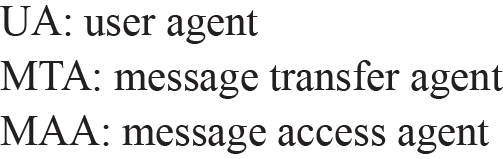 UA: user agent
MTA: message transfer agent
MAA: message access agent